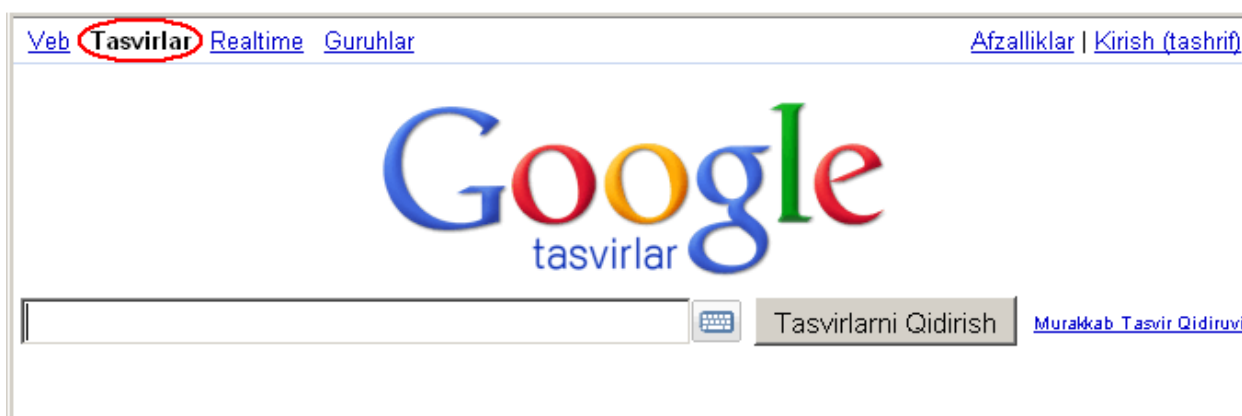 Veb Tasvirlar Realtime Guruhlar Afzalliklar | Kirish (tashrif)
Google
tasvirlar
Tasvirlarni Qidirish Murakkab Tasvir Qidiruvi